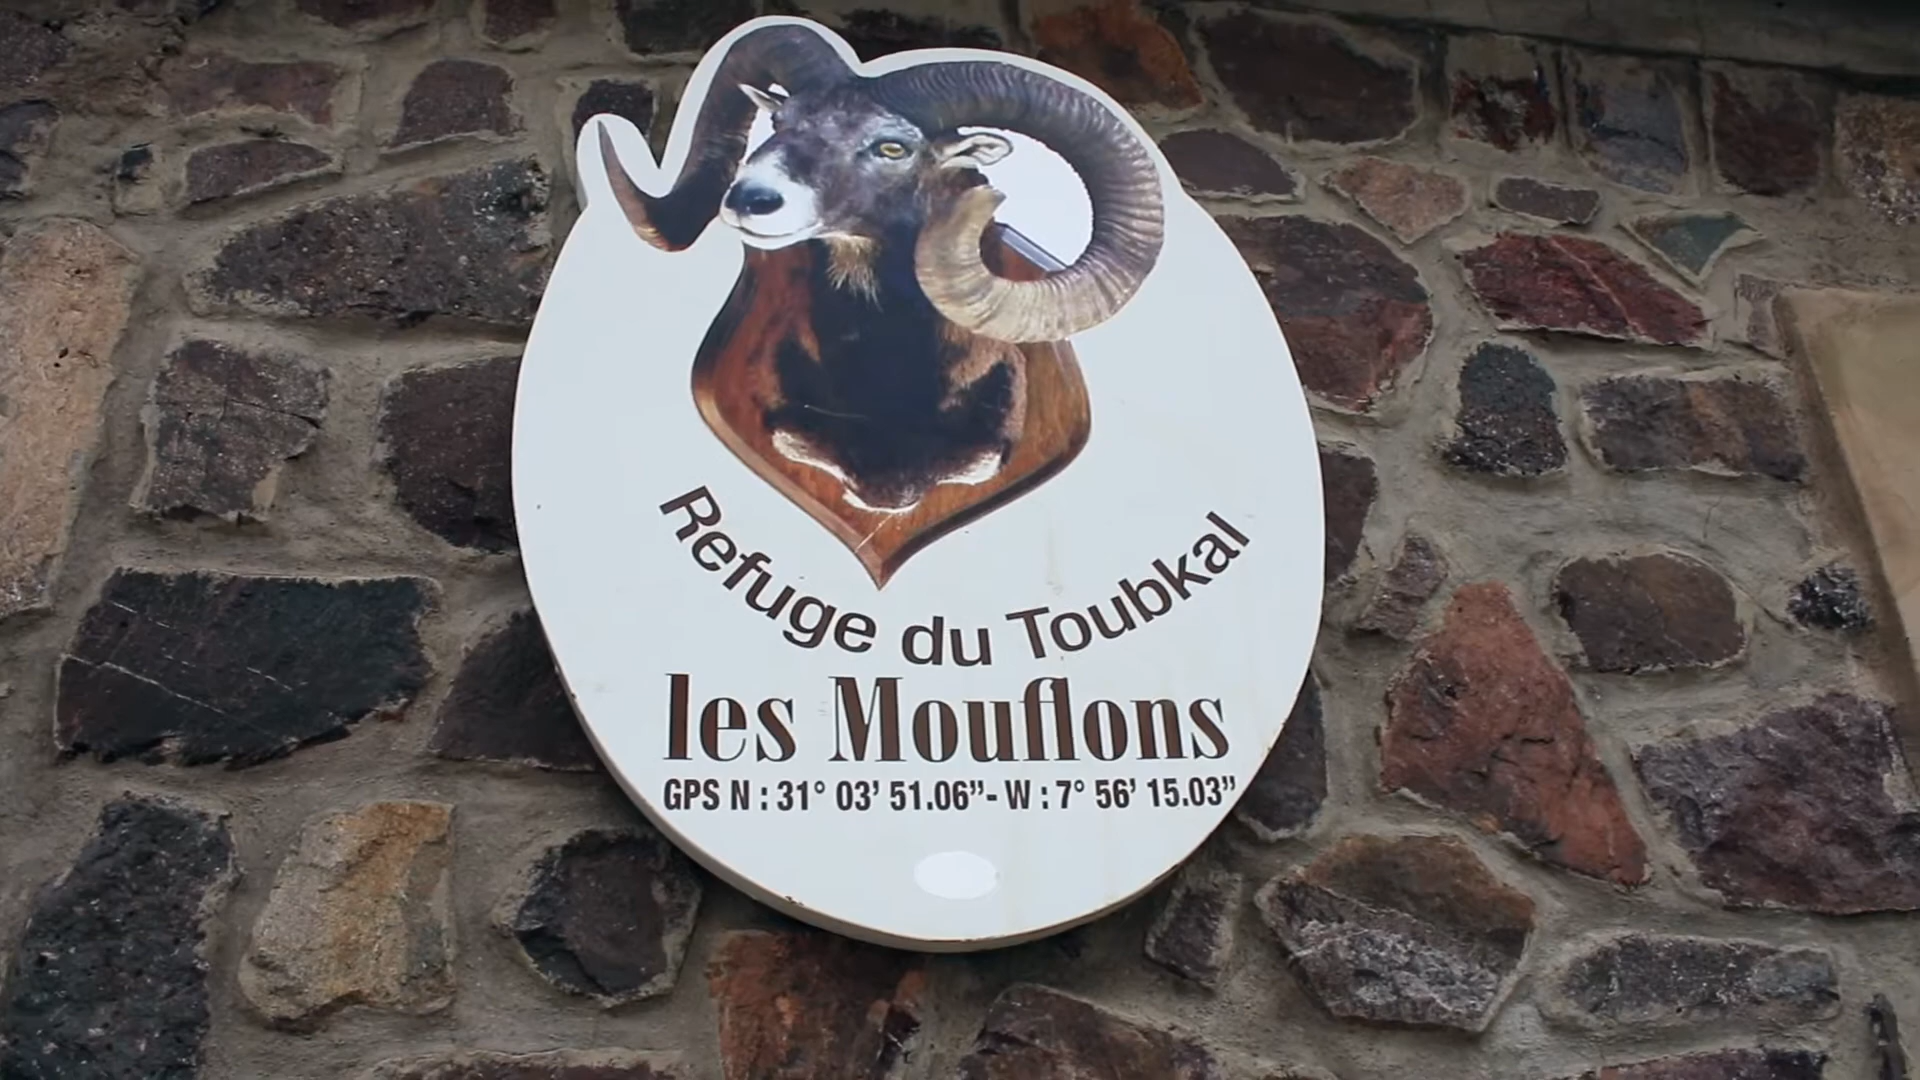 Refuge du Toubkal
les Mouflons
GPS N : 31° 03’ 51.06”- W : 7° 56’ 15.03”